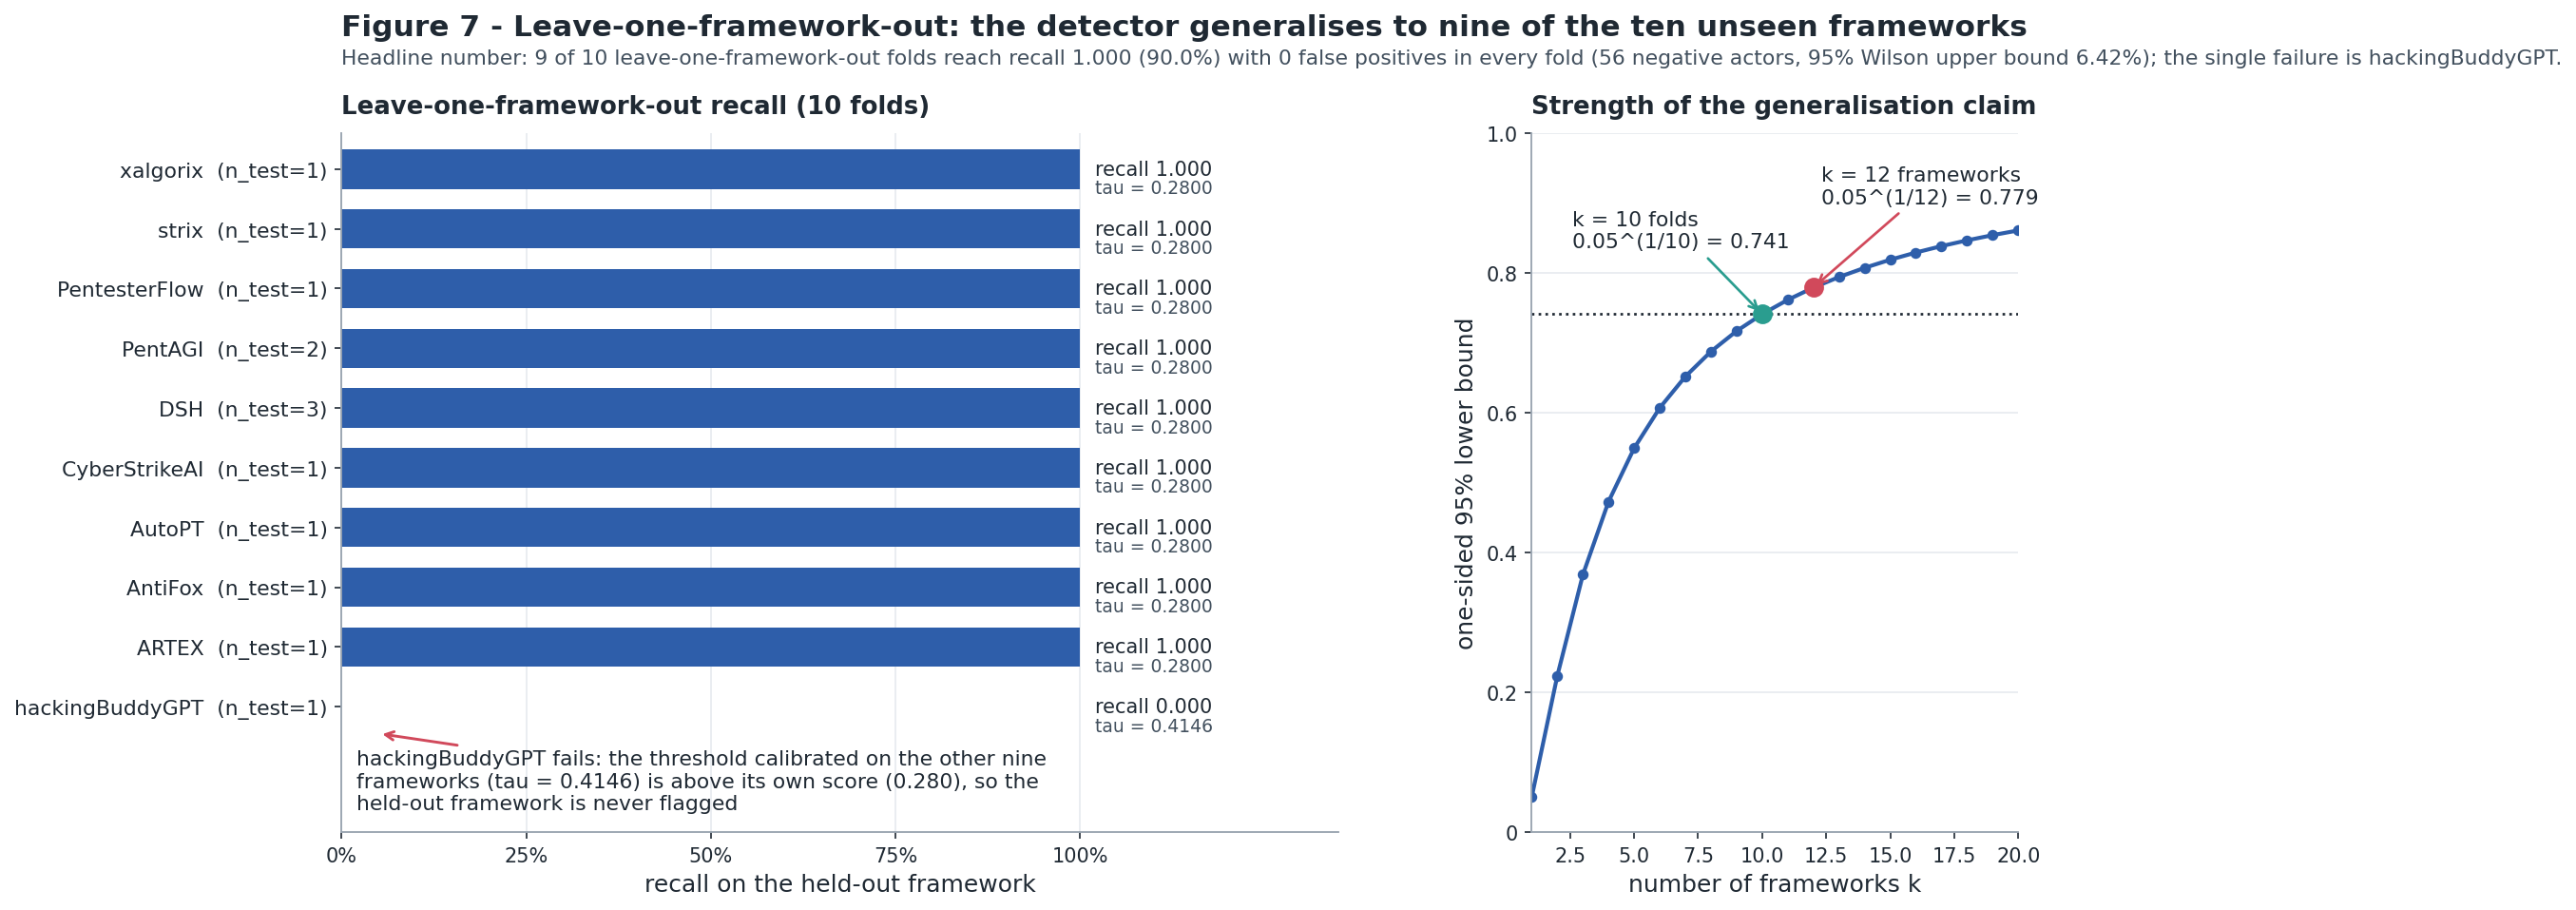 Figure 7 - Leave-one-framework-out: the detector generalises to nine of the ten unseen frameworks
Headline number: 9 of 10 leave-one-framework-out folds reach recall 1.000 (90.0%) with 0 false positives in every fold (56 negative actors, 95% Wilson upper bound 6.42%); the single failure is hackingBuddyGPT.
Leave-one-framework-out recall (10 folds)
xalgorix (n_test=1)
recall 1.000
tau = 0.2800
strix (n_test=1)
recall 1.000
tau = 0.2800
PentesterFlow (n_test=1)
recall 1.000
tau = 0.2800
PentAGI (n_test=2)
recall 1.000
tau = 0.2800
DSH (n_test=3)
recall 1.000
tau = 0.2800
CyberStrikeAI (n_test=1)
recall 1.000
tau = 0.2800
AutoPT (n_test=1)
recall 1.000
tau = 0.2800
AntiFox (n_test=1)
recall 1.000
tau = 0.2800
ARTEX (n_test=1)
recall 1.000
tau = 0.2800
hackingBuddyGPT (n_test=1)
recall 0.000
tau = 0.4146
hackingBuddyGPT fails: the threshold calibrated on the other nine
frameworks (tau = 0.4146) is above its own score (0.280), so the
held-out framework is never flagged
0% 25% 50% 75% 100%
recall on the held-out framework
Strength of the generalisation claim
one-sided 95% lower bound
1.0
0.8
0.6
0.4
0.2
0
k = 12 frameworks
0.05^(1/12) = 0.779
k = 10 folds
0.05^(1/10) = 0.741
2.5 5.0 7.5 10.0 12.5 15.0 17.5 20.0
number of frameworks k